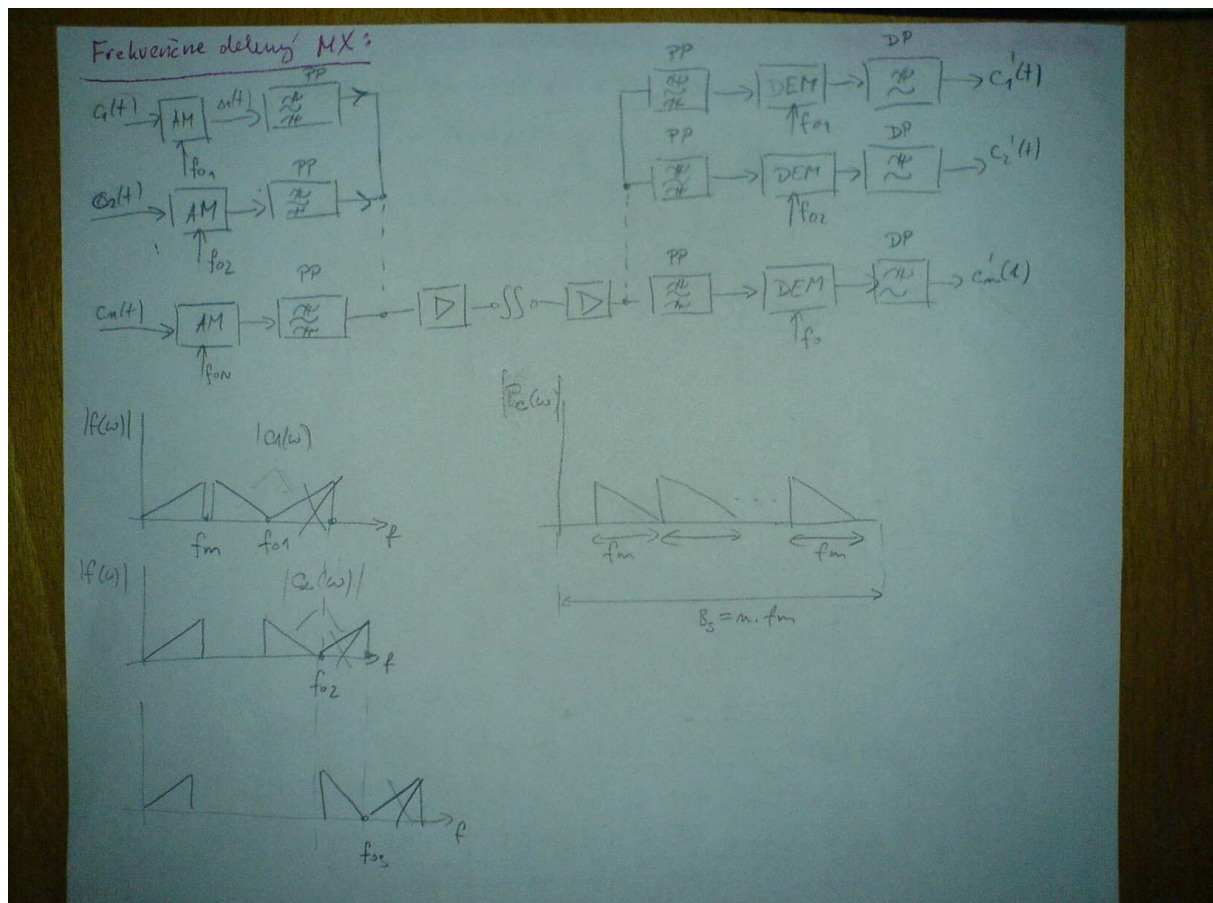 Frekvenčne delený MX:
PP
PP
DP
C1(t) AM s1(t) DEM C1'(t)
f01
f01
PP
PP
DP
C2(t) AM DEM C2'(t)
f02
f02
PP
PP
DP
Cn(t) AM DEM Cn'(t)
f0N
f0
|f(ω)| |C1(ω)
fm f01 f
|f(ω)| |C2(ω)|
f02 f
f03 f
(ω)|
fm fm
Bs = n. fm